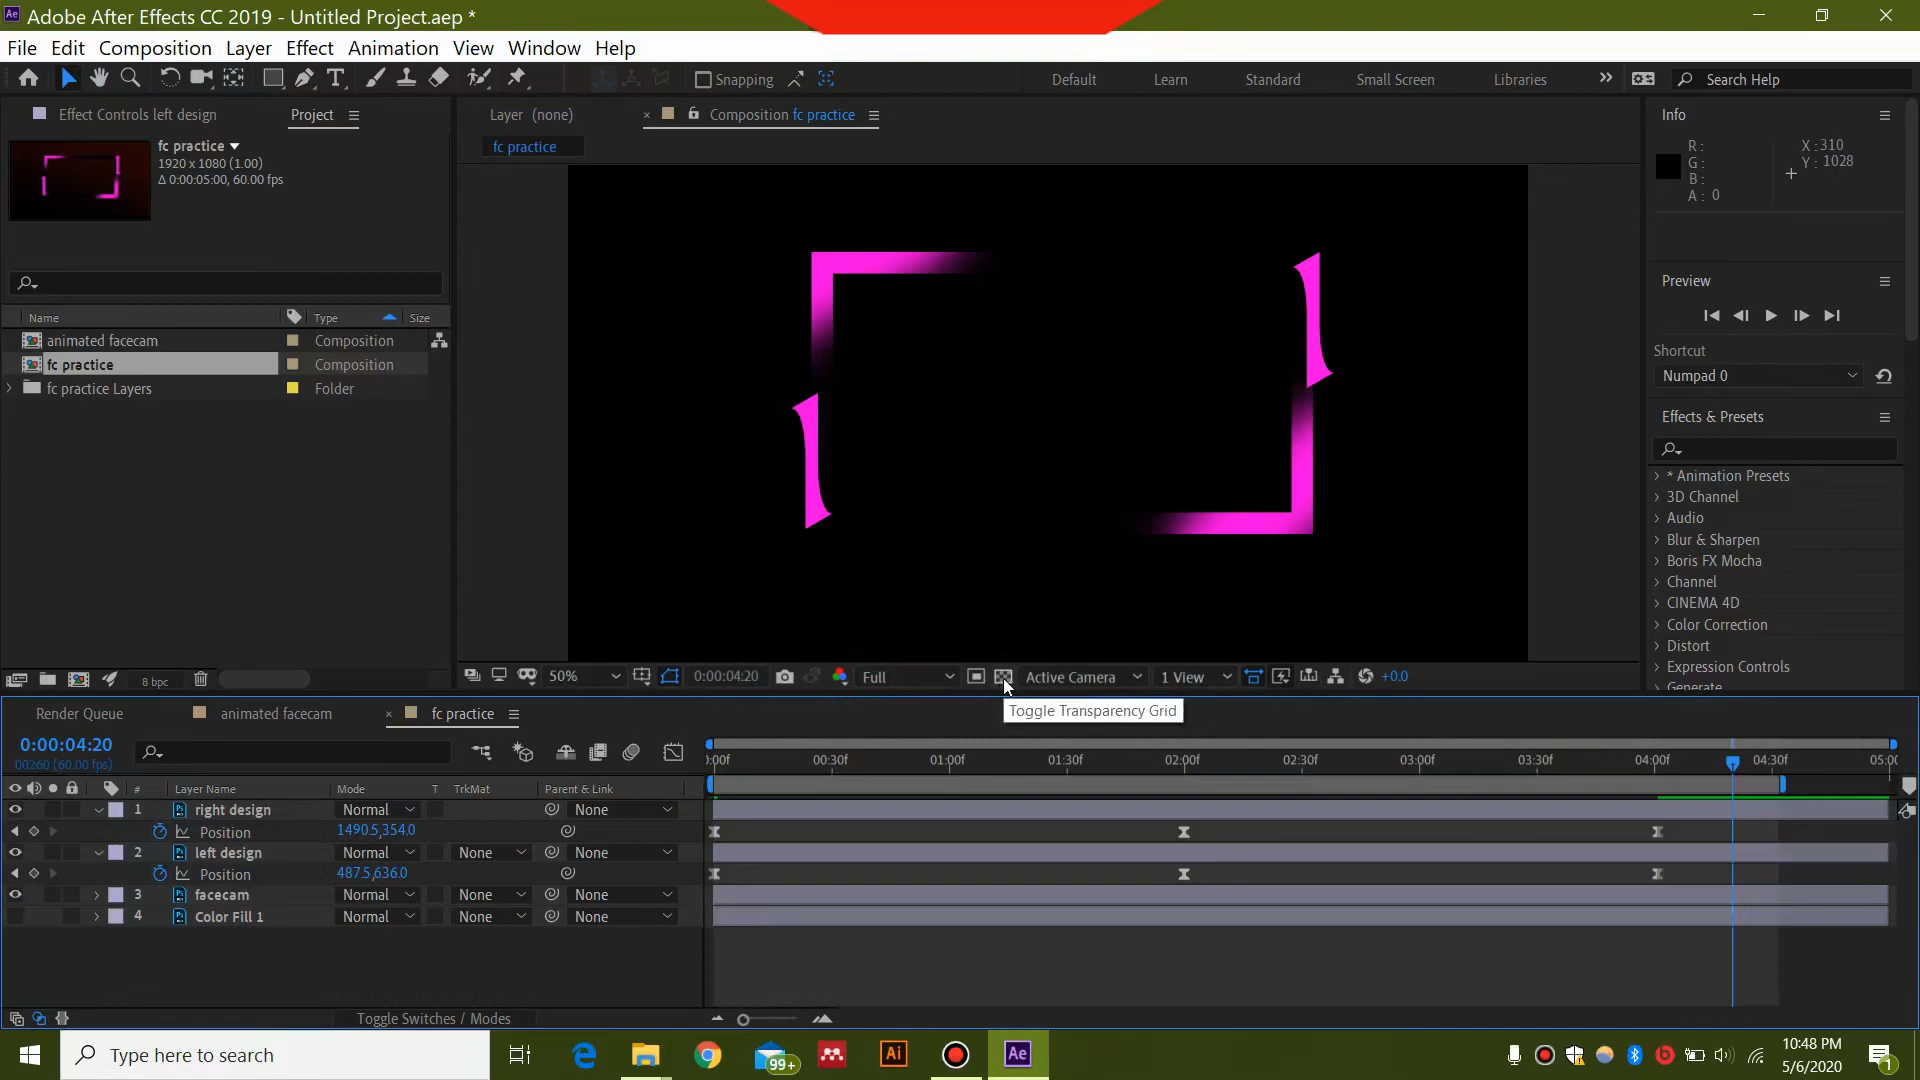 Adobe After Effects CC 2019 - Untitled Project.aep *
File Edit Composition Layer Effect Animation View Window Help
Snapping Default Learn Standard Small Screen Libraries Search Help
Effect Controls left design Project Layer (none) Composition fc practice Info
fc practice
1920 x 1080 (1.00)
Δ 0:00:05:00, 60.00 fps
fc practice
R :
G :
B :
A : 0
X : 310
Y : 1028
Preview
Name Type Size
animated facecam Composition
fc practice Composition
fc practice Layers Folder
Shortcut
Numpad 0
Effects & Presets
* Animation Presets
3D Channel
Audio
Blur & Sharpen
Boris FX Mocha
Channel
CINEMA 4D
Color Correction
Distort
Expression Controls
Generate
8 bpc 50% 0:00:04:20 Full Active Camera 1 View +0.0
Toggle Transparency Grid
Render Queue animated facecam fc practice
0:00:04:20
00260 (60.00 fps)
:00f 00:30f 01:00f 01:30f 02:00f 02:30f 03:00f 03:30f 04:00f 04:30f 05:00
# Layer Name Mode T TrkMat Parent & Link
1 right design Normal None
Position 1490.5,354.0
2 left design Normal None None
Position 487.5,636.0
3 facecam Normal None None
4 Color Fill 1 Normal None None
Toggle Switches / Modes
Type here to search
99+
Ai
Ae
10:48 PM
5/6/2020
1